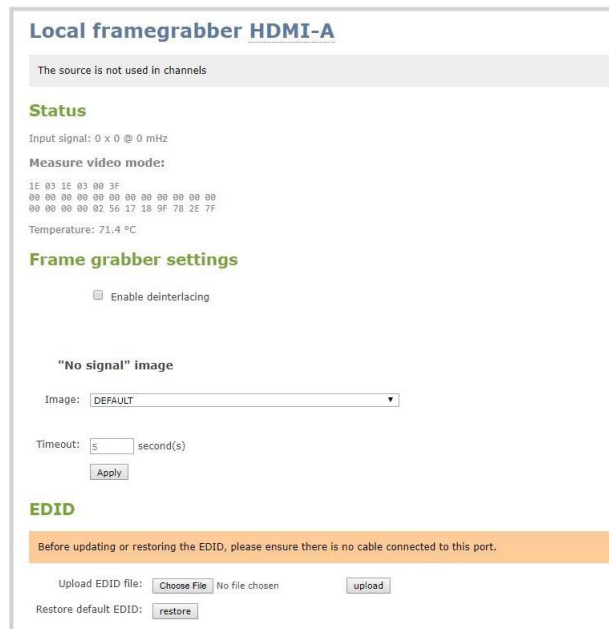 Local framegrabber HDMI-A
The source is not used in channels
Status
Input signal: 0 x 0 @ 0 mHz
Measure video mode:
1E 03 1E 03 00 3F
00 00 00 00 00 00 00 00 00 00 00 00
00 00 00 00 02 56 17 18 9F 78 2E 7F
Temperature: 71.4 °C
Frame grabber settings
Enable deinterlacing
"No signal" image
Image: DEFAULT
Timeout: 5 second(s)
Apply
EDID
Before updating or restoring the EDID, please ensure there is no cable connected to this port.
Upload EDID file: Choose File No file chosen upload
Restore default EDID: restore